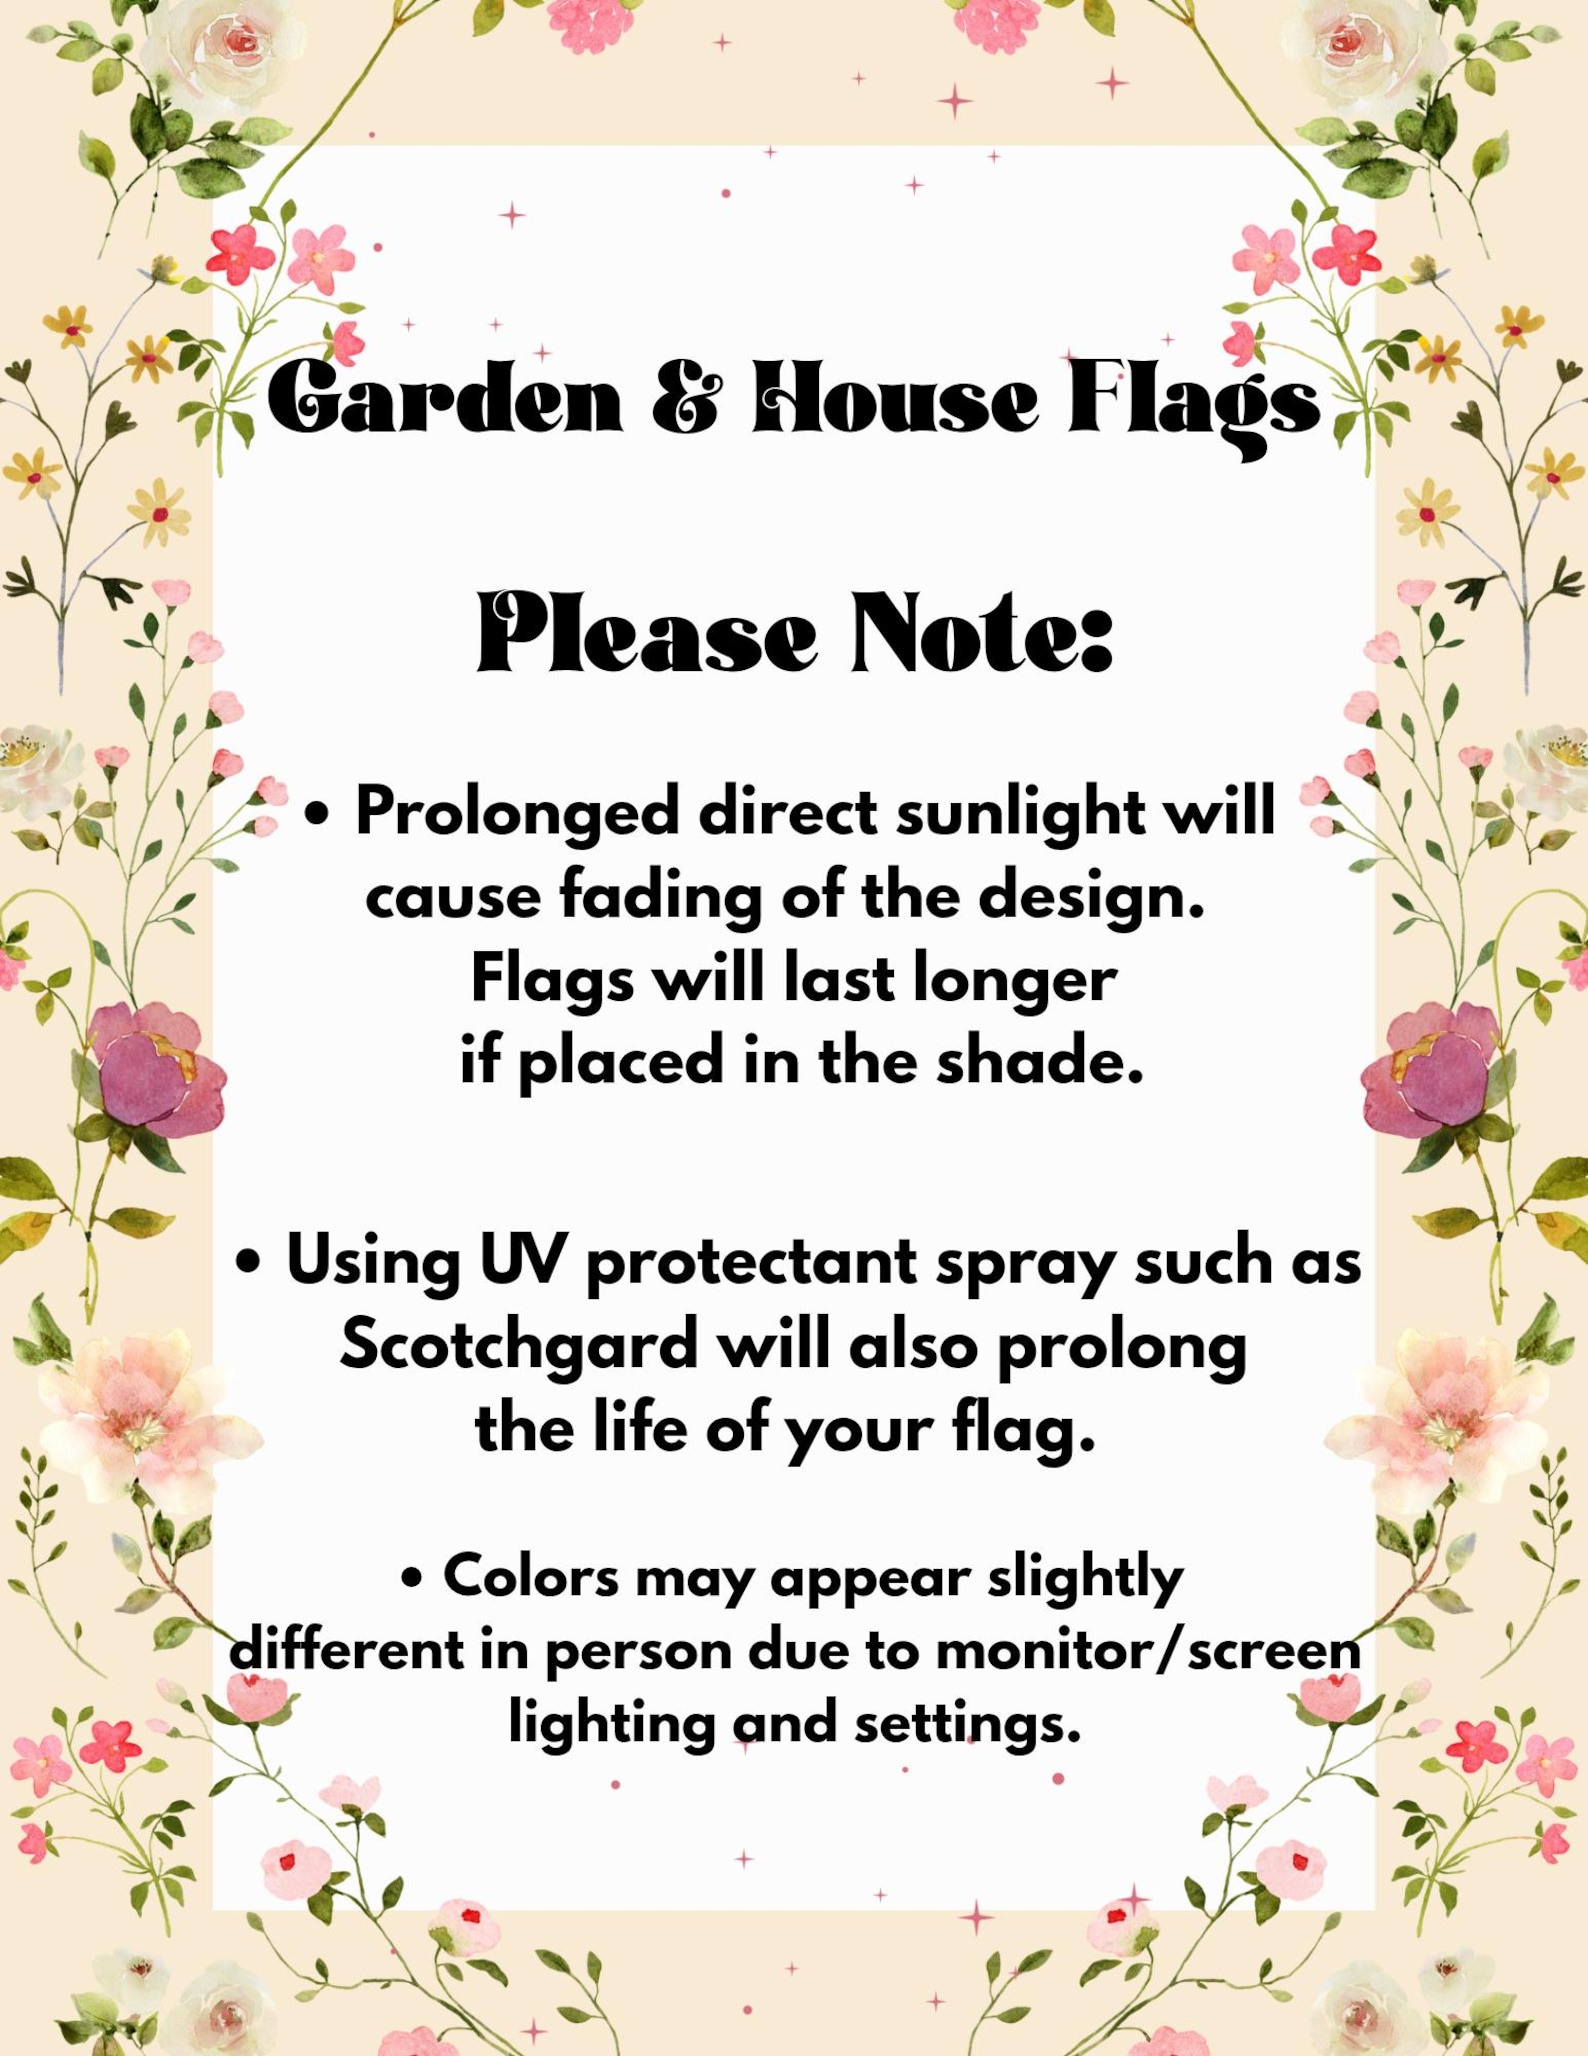 Garden & House Flags
Please Note:
• Prolonged direct sunlight will
cause fading of the design.
Flags will last longer
if placed in the shade.
• Using UV protectant spray such as
Scotchgard will also prolong
the life of your flag.
• Colors may appear slightly
different in person due to monitor/screen
lighting and settings.